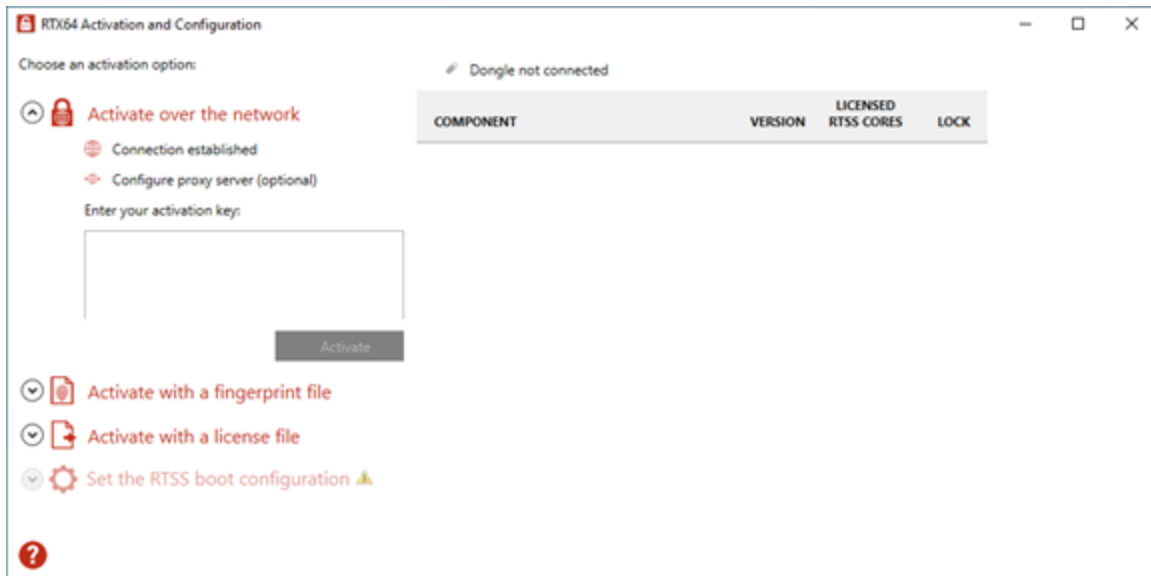 RTX64 Activation and Configuration
Choose an activation option:
Activate over the network
Connection established
Configure proxy server (optional)
Enter your activation key:
Activate
Activate with a fingerprint file
Activate with a license file
Set the RTSS boot configuration
Dongle not connected
COMPONENT VERSION LICENSED RTSS CORES LOCK
?